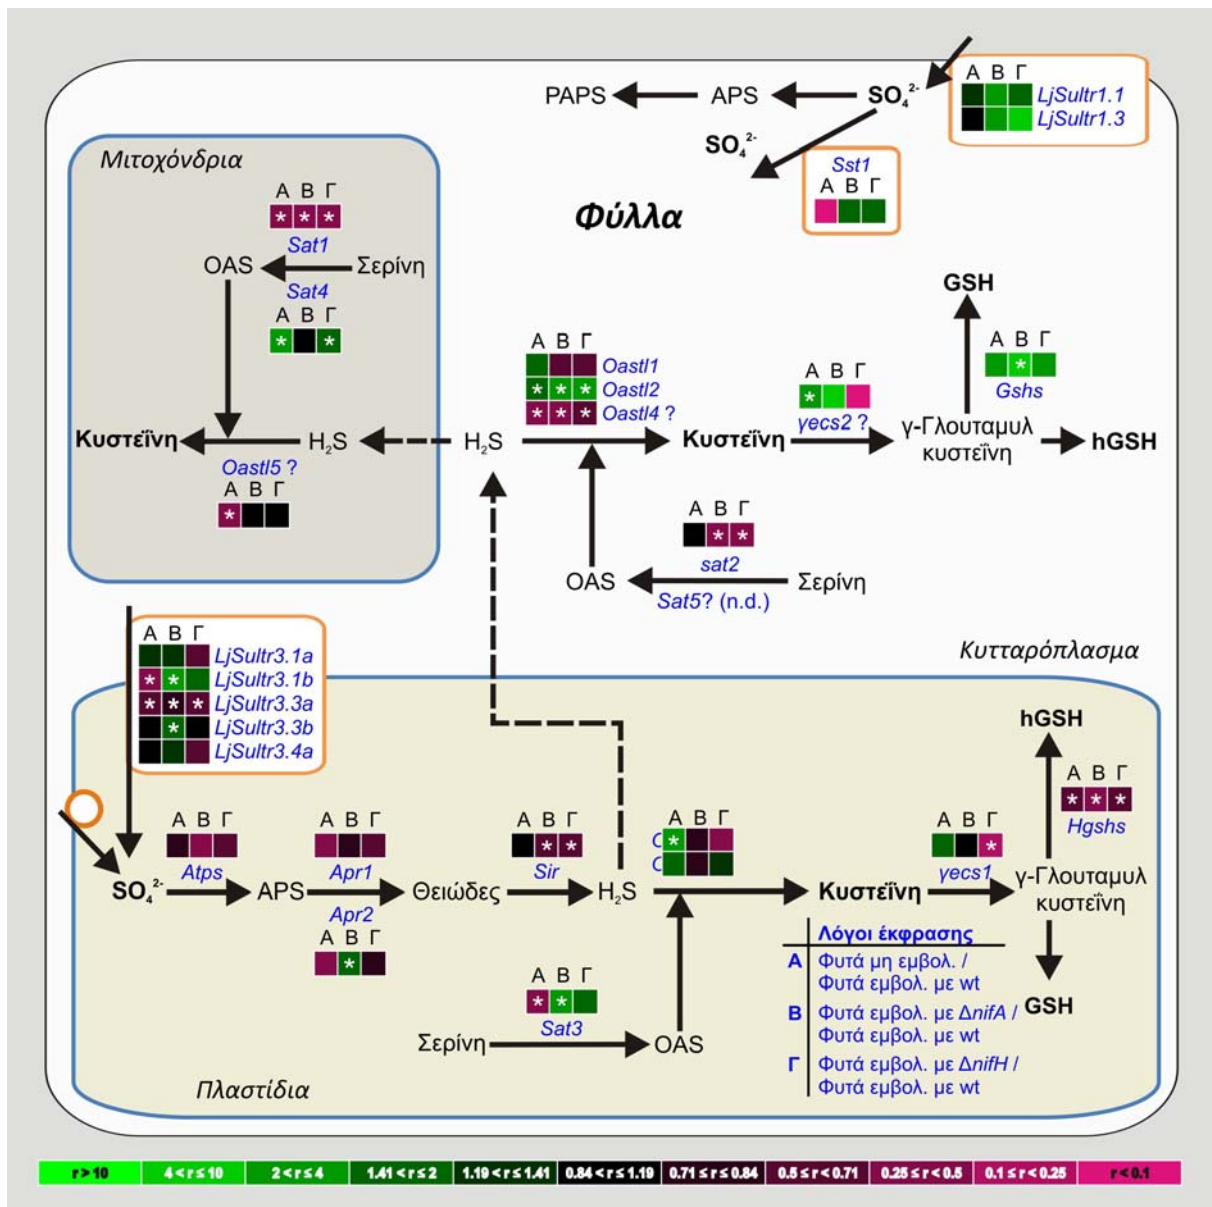 Α Β Γ
LjSultr1.1
LjSultr1.3
PAPS
APS
SO₄²⁻
SO₄²⁻
Sst1
Α Β Γ
Φύλλα
Μιτοχόνδρια
Α Β Γ
* * *
Sat1
OAS
Σερίνη
Sat4
Α Β Γ
* *
Κυστεΐνη
H₂S
Oastl5 ?
Α Β Γ
*
H₂S
Α Β Γ
Oastl1
* * * Oastl2
* * * Oastl4 ?
Κυστεΐνη
Α Β Γ
*
γecs2 ?
GSH
Α Β Γ
*
Gshs
γ-Γλουταμυλ
κυστεΐνη
hGSH
Α Β Γ
* *
sat2
OAS
Σερίνη
Sat5? (n.d.)
Κυτταρόπλασμα
Α Β Γ
LjSultr3.1a
* * LjSultr3.1b
* * * LjSultr3.3a
* LjSultr3.3b
LjSultr3.4a
SO₄²⁻
Α Β Γ
Atps
APS
Α Β Γ
Apr1
Apr2
Α Β Γ
*
Θειώδες
Α Β Γ
* *
Sir
H₂S
Α Β Γ
*
Κυστεΐνη
Α Β Γ
*
γecs1
hGSH
Α Β Γ
* * *
Hgshs
γ-Γλουταμυλ
κυστεΐνη
GSH
Α Β Γ
* *
Sat3
Σερίνη
OAS
Πλαστίδια
Λόγοι έκφρασης
Α Φυτά μη εμβολ. /
Φυτά εμβολ. με wt
Β Φυτά εμβολ. με ΔnifA /
Φυτά εμβολ. με wt
Γ Φυτά εμβολ. με ΔnifH /
Φυτά εμβολ. με wt
r > 10 4 < r ≤ 10 2 < r ≤ 4 1.41 < r ≤ 2 1.19 < r ≤ 1.41 0.84 < r ≤ 1.19 0.71 ≤ r ≤ 0.84 0.5 ≤ r < 0.71 0.25 ≤ r < 0.5 0.1 ≤ r < 0.25 r < 0.1